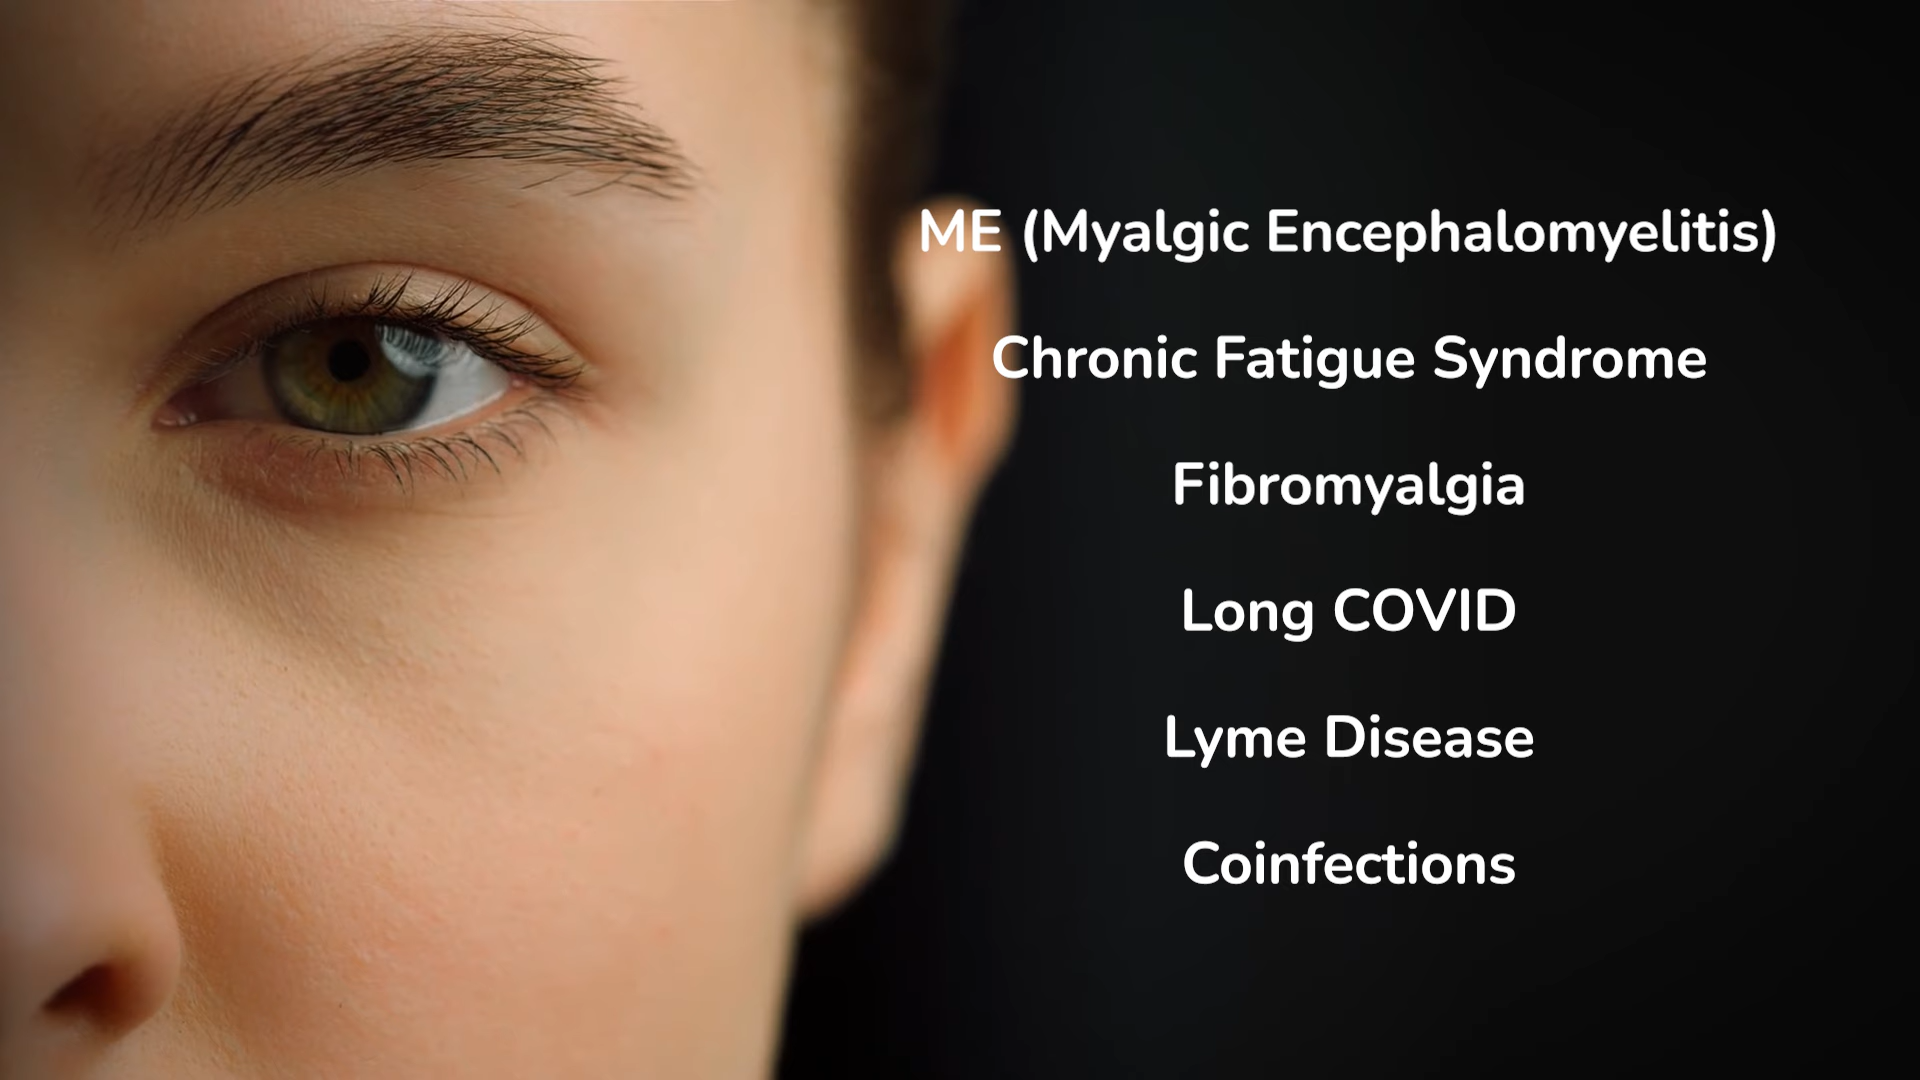 ME (Myalgic Encephalomyelitis)
Chronic Fatigue Syndrome
Fibromyalgia
Long COVID
Lyme Disease
Coinfections